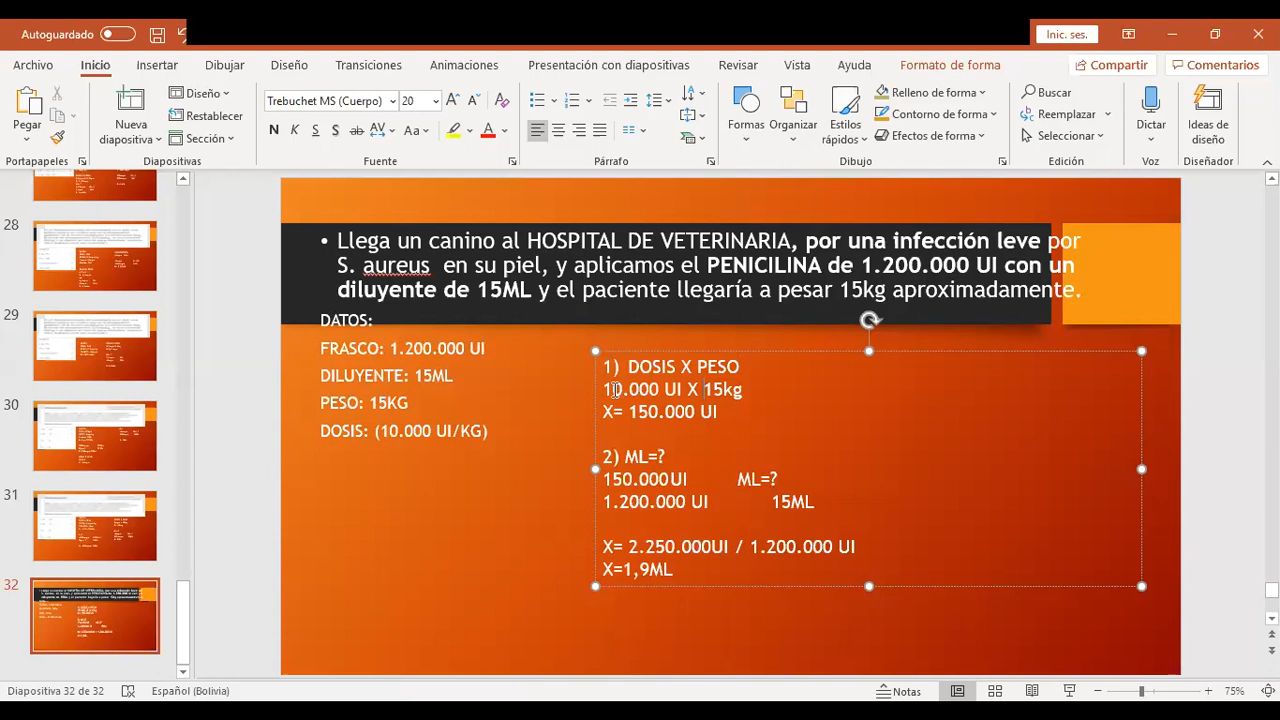 Autoguardado
Inic. ses.
Archivo Inicio Insertar Dibujar Diseño Transiciones Animaciones Presentación con diapositivas Revisar Vista Ayuda Formato de forma Compartir Comentarios
Pegar
Nueva diapositiva
Diseño
Restablecer
Sección
Trebuchet MS (Cuerpo) 20
N K S S ab AV Aa A
Formas
Organizar
Estilos rápidos
Relleno de forma
Contorno de forma
Efectos de forma
Buscar
Reemplazar
Seleccionar
Dictar
Ideas de diseño
Portapapeles Diapositivas Fuente Párrafo Dibujo Edición Voz Diseñador
28
29
30
31
32
• Llega un canino al HOSPITAL DE VETERINARIA, por una infección leve por
S. aureus en su piel, y aplicamos el PENICILINA de 1.200.000 UI con un
diluyente de 15ML y el paciente llegaría a pesar 15kg aproximadamente.
DATOS:
FRASCO: 1.200.000 UI
DILUYENTE: 15ML
PESO: 15KG
DOSIS: (10.000 UI/KG)
1) DOSIS X PESO
10.000 UI X 15kg
X= 150.000 UI
2) ML=?
150.000UI ML=?
1.200.000 UI 15ML
X= 2.250.000UI / 1.200.000 UI
X=1,9ML
Diapositiva 32 de 32 Español (Bolivia) Notas 75%